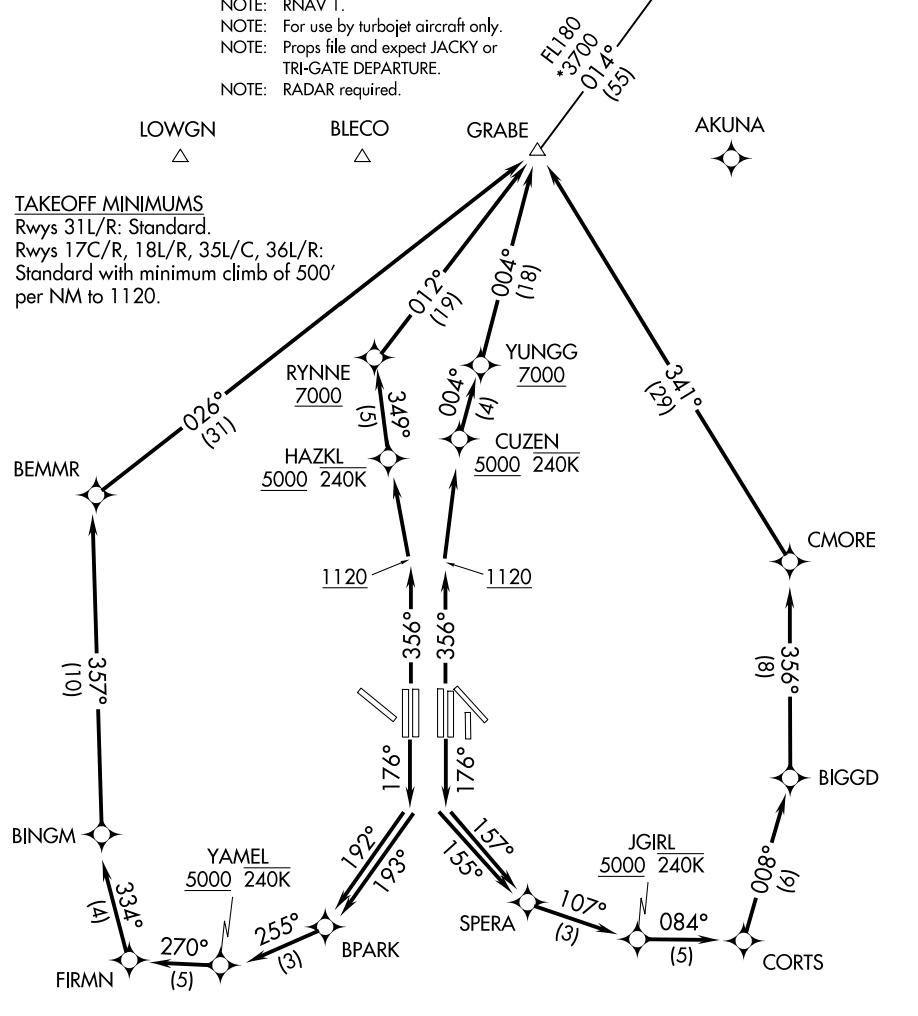 NOTE: RNAV 1.
NOTE: For use by turbojet aircraft only.
NOTE: Props file and expect JACKY or
TRI-GATE DEPARTURE.
NOTE: RADAR required.
FL180
*3700
014°
(55)
LOWGN
BLECO
GRABE
AKUNA
TAKEOFF MINIMUMS
Rwys 31L/R: Standard.
Rwys 17C/R, 18L/R, 35L/C, 36L/R:
Standard with minimum climb of 500'
per NM to 1120.
012°
(19)
004°
(18)
RYNNE
7000
YUNGG
7000
341°
(29)
026°
(31)
349°
(5)
004°
(4)
HAZKL
5000 240K
CUZEN
5000 240K
BEMMR
CMORE
1120
1120
356°
356°
357°
(10)
356°
(8)
176°
176°
BIGGD
BINGM
YAMEL
5000 240K
192°
193°
157°
155°
JGIRL
5000 240K
008°
(6)
334°
(4)
SPERA
107°
(3)
084°
(5)
255°
(3)
BPARK
270°
(5)
FIRMN
CORTS